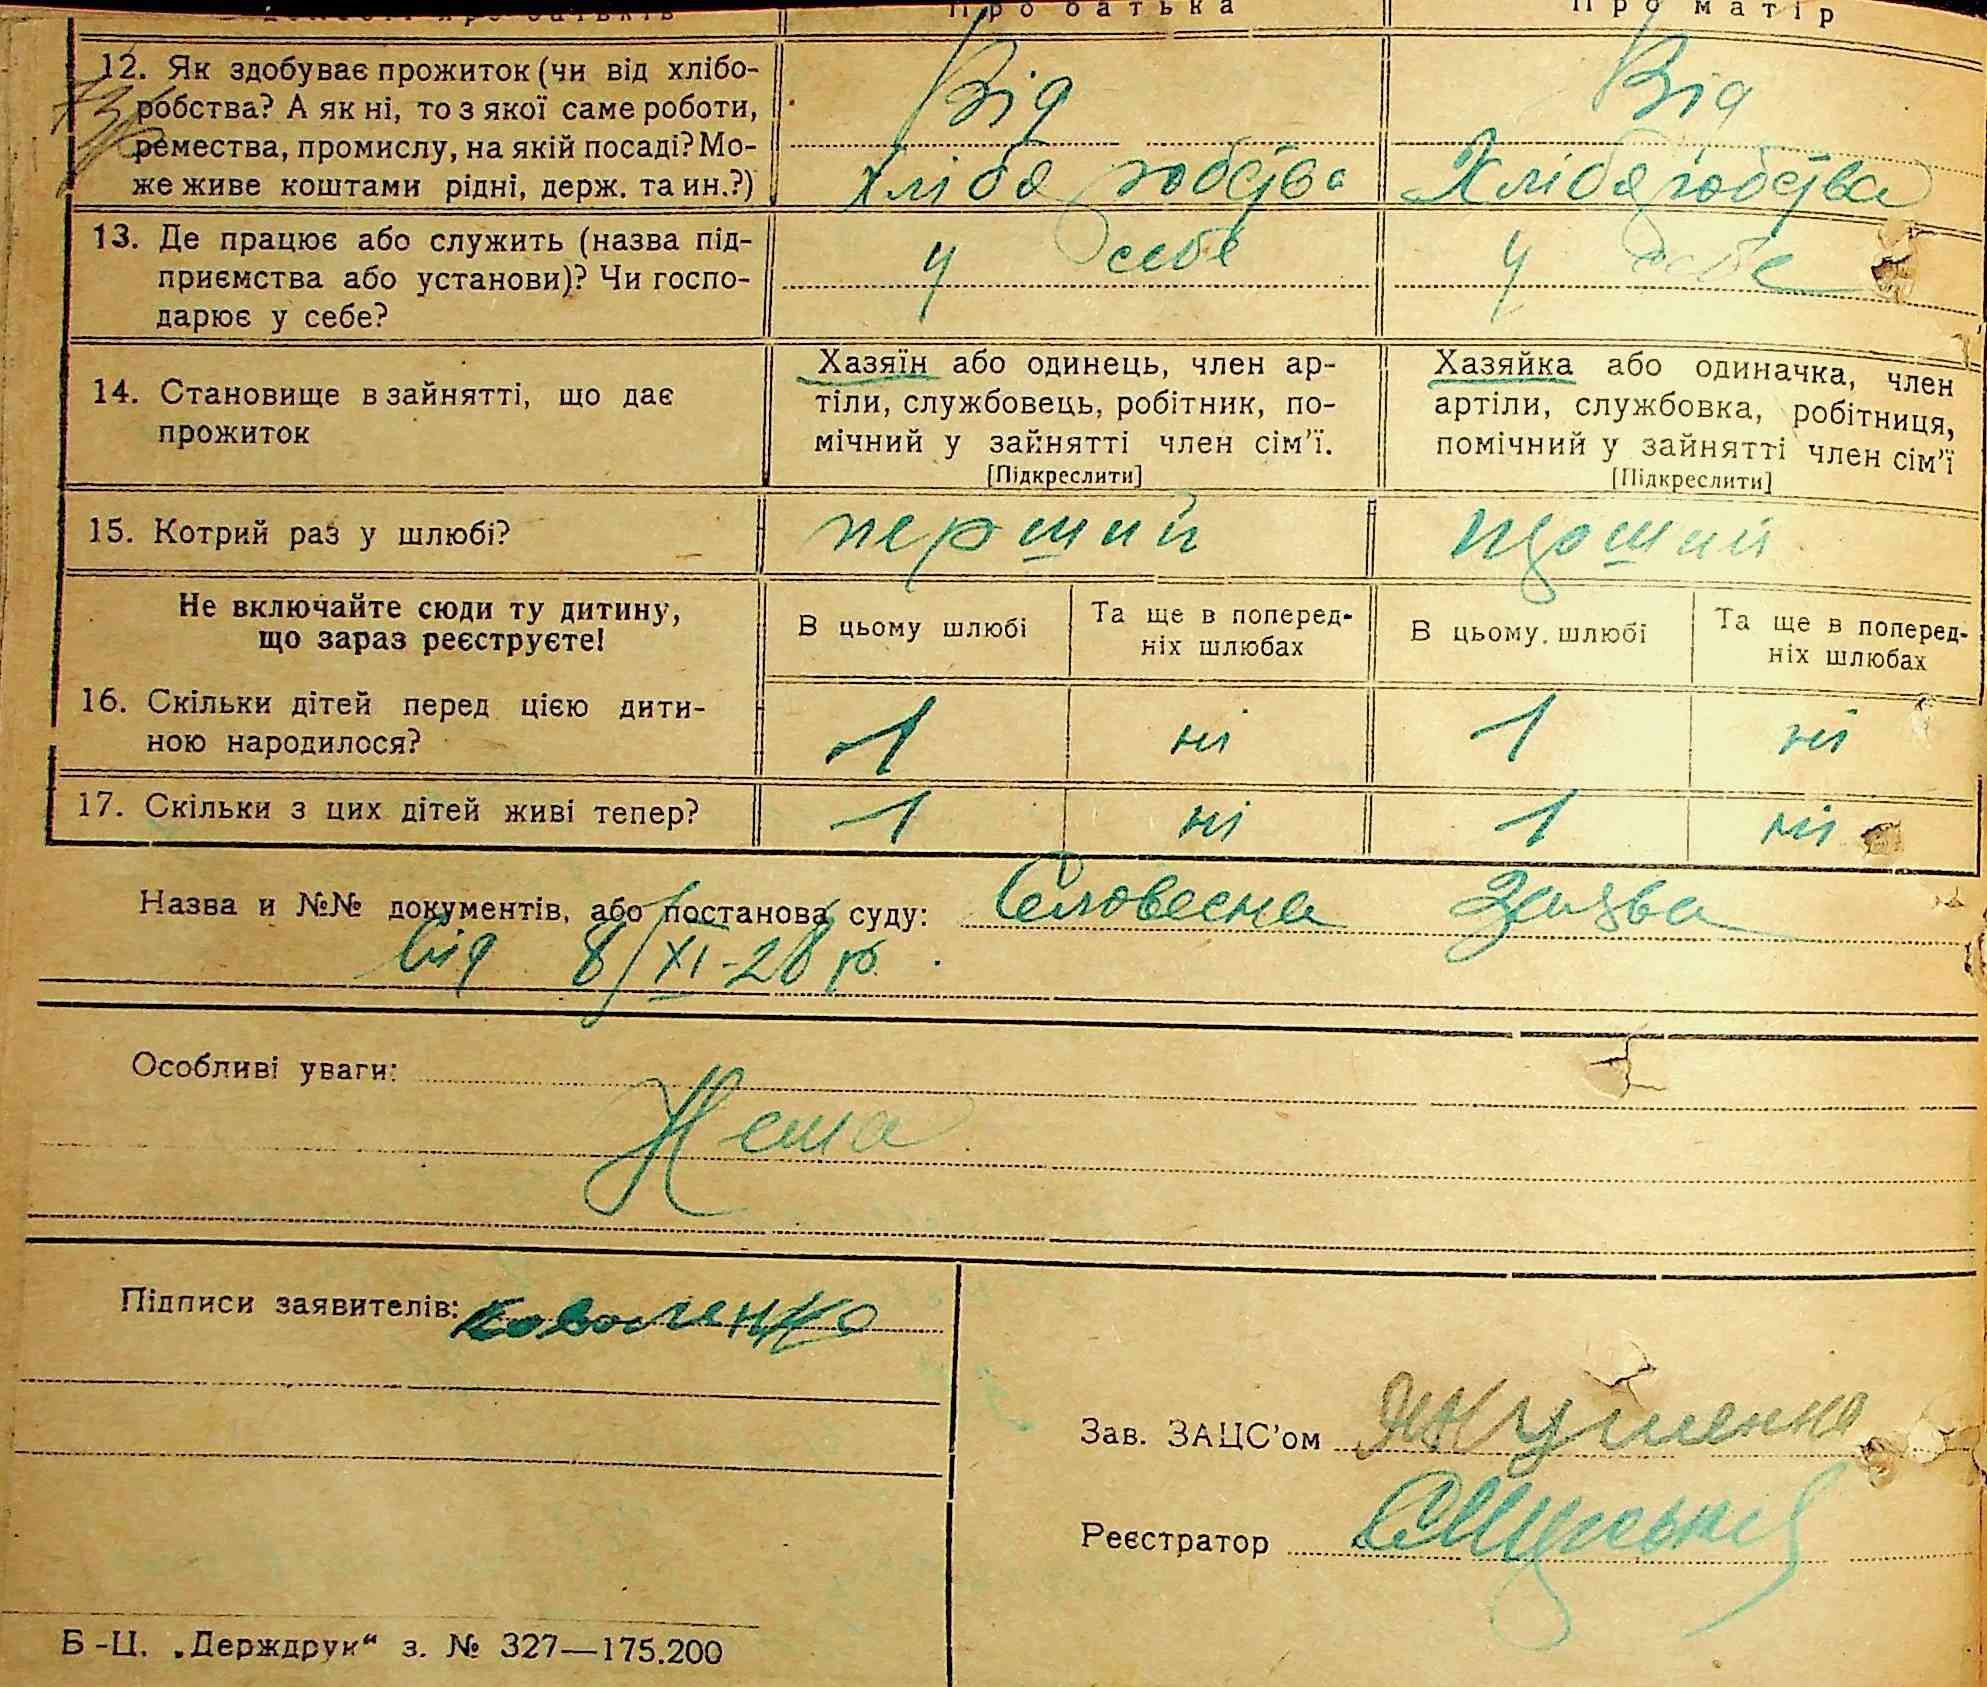 Відомості про батьків Про батька Про матір
12. Як здобуває прожиток (чи від хлібо-
робства? А як ні, то з якої саме роботи,
ремества, промислу, на якій посаді? Мо-
же живе коштами рідні, держ. та ин.?)
Від
Хлібо робства
Від
Хлібо робства
13. Де працює або служить (назва під-
приємства або установи)? Чи госпо-
дарює у себе?
у себе
у себе
14. Становище в зайнятті, що дає
прожиток
Хазяїн або одинець, член ар-
тіли, службовець, робітник, по-
мічний у зайнятті член сім'ї.
[Підкреслити]
Хазяйка або одиначка, член
артіли, службовка, робітниця,
помічний у зайнятті член сім'ї
[Підкреслити]
15. Котрий раз у шлюбі? перший перший
Не включайте сюди ту дитину,
що зараз реєструєте!
В цьому шлюбі
Та ще в поперед-
ніх шлюбах
В цьому шлюбі
Та ще в поперед-
ніх шлюбах
16. Скільки дітей перед цією дити-
ною народилося?
1 ні 1 ні
17. Скільки з цих дітей живі тепер? 1 ні 1 ні
Назва и №№ документів, або постанова суду: Словесна Заява
від 8/XI-28 р.
Особливі уваги:
Нема
Підписи заявителів: Коваленко
Зав. ЗАЦС'ом
Реєстратор
Б-Ц. „Держдрук“ з. № 327—175.200